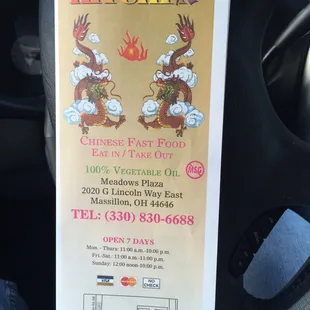 CHINESE FAST FOOD
EAT IN / TAKE OUT
100% VEGETABLE OIL
MSG
Meadows Plaza
2020 G Lincoln Way East
Massillon, OH 44646
TEL: (330) 830-6688
OPEN 7 DAYS
Mon. - Thurs: 11:00 a.m.-10:00 p.m.
Fri.-Sat.: 11:00 a.m.-11:00 p.m.
Sunday: 12:00 noon-10:00 p.m.
VISA
NO
CHECK